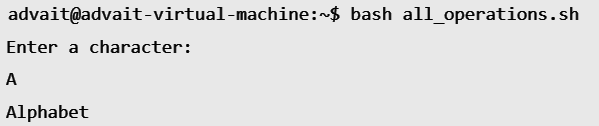 advait@advait-virtual-machine:~$ bash all_operations.sh
Enter a character:
A
Alphabet